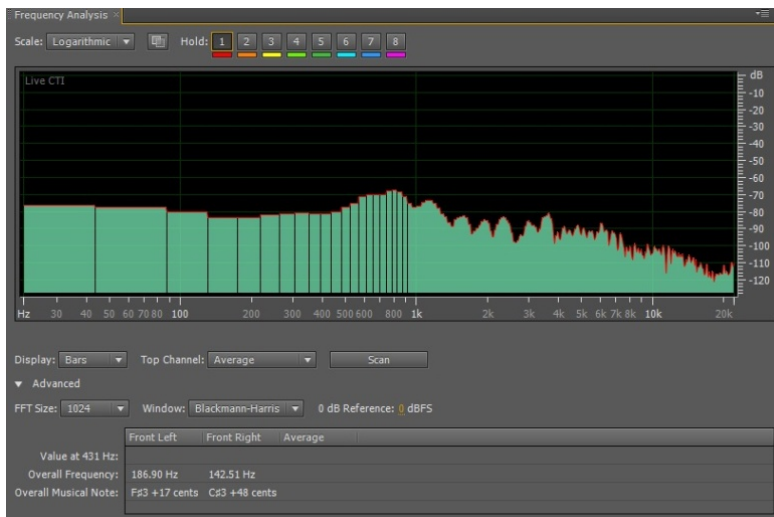 Frequency Analysis ×
Scale: Logarithmic Hold: 1 2 3 4 5 6 7 8
Live CTI
dB
-10
-20
-30
-40
-50
-60
-70
-80
-90
-100
-110
-120
Hz 30 40 50 60 70 80 100 200 300 400 500 600 800 1k 2k 3k 4k 5k 6k 7k 8k 10k 20k
Display: Bars Top Channel: Average Scan
Advanced
FFT Size: 1024 Window: Blackmann-Harris 0 dB Reference: 0 dBFS
Front Left Front Right Average
Value at 431 Hz:
Overall Frequency: 186.90 Hz 142.51 Hz
Overall Musical Note: F♯3 +17 cents C♯3 +48 cents